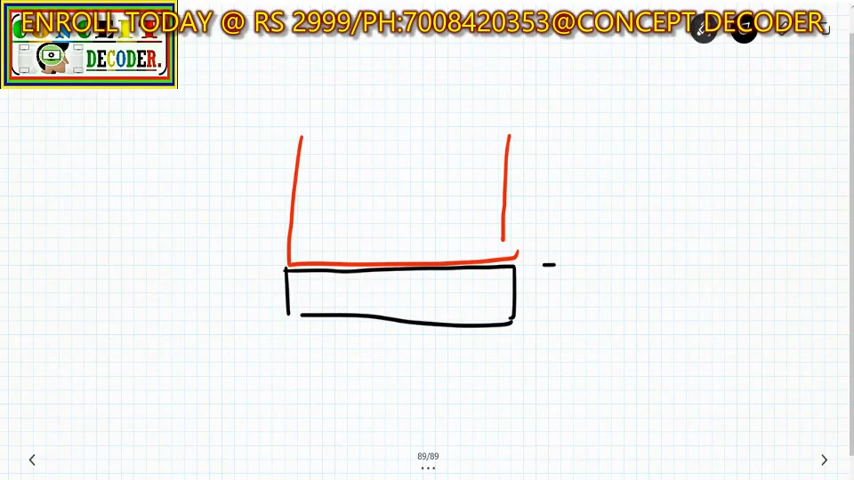 ENROLL TODAY @ RS 2999/PH:7008420353@CONCEPT DECODER.
DECODER.
89/89